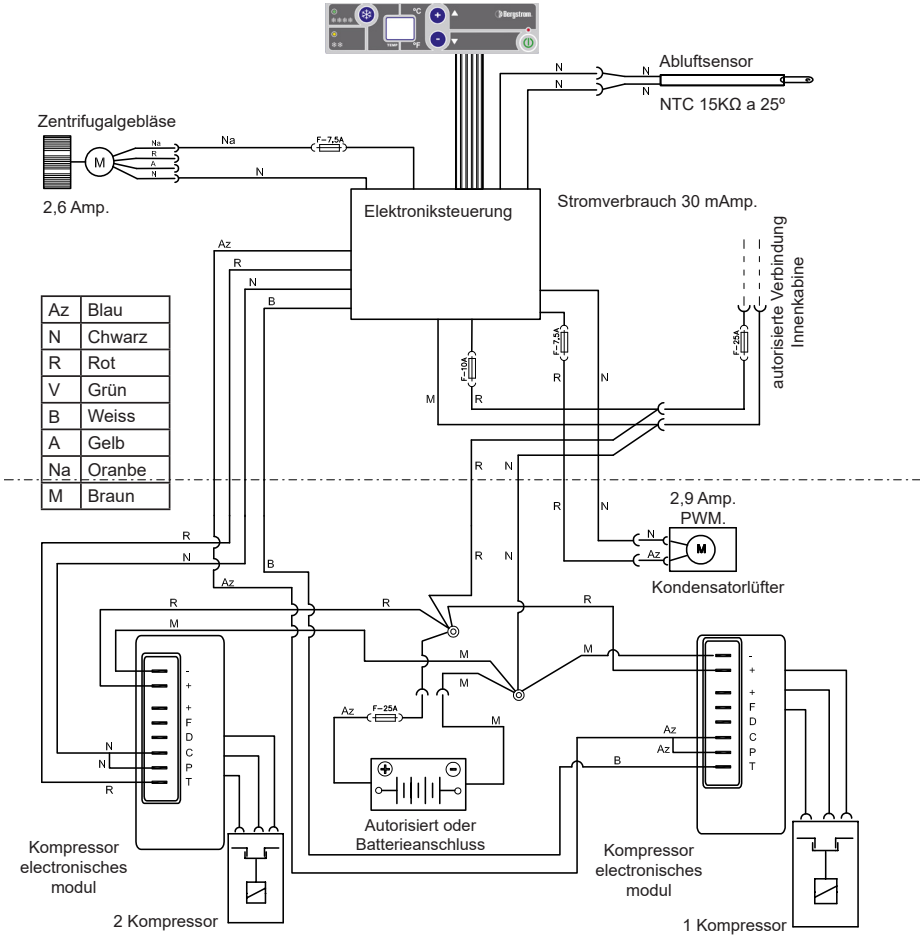 °C
Bergstrom
TEMP
°F
Abluftsensor
N
N
N
N
NTC 15KΩ a 25º
Zentrifugalgebläse
Na
R
A
N
M
Na
F-7,5A
N
2,6 Amp.
Elektroniksteuerung
Stromverbrauch 30 mAmp.
autorisierte Verbindung
Innenkabine
Az
R
N
B
Az Blau
N Chwarz
R Rot
V Grün
B Weiss
A Gelb
Na Oranbe
M Braun
F-10A
F-7,5A
F-25A
M
R
R
N
R
N
R
N
2,9 Amp.
PWM.
N
Az
M
Kondensatorlüfter
R
N
B
Az
R
N
R
R
R
M
M
M
M
Az
F-25A
M
+
-
Autorisiert oder
Batterieanschluss
-
+
+
F
D
C
P
T
N
N
R
-
+
+
F
D
C
P
T
Az
Az
B
Kompressor
electronisches
modul
2 Kompressor
Kompressor
electronisches
modul
1 Kompressor